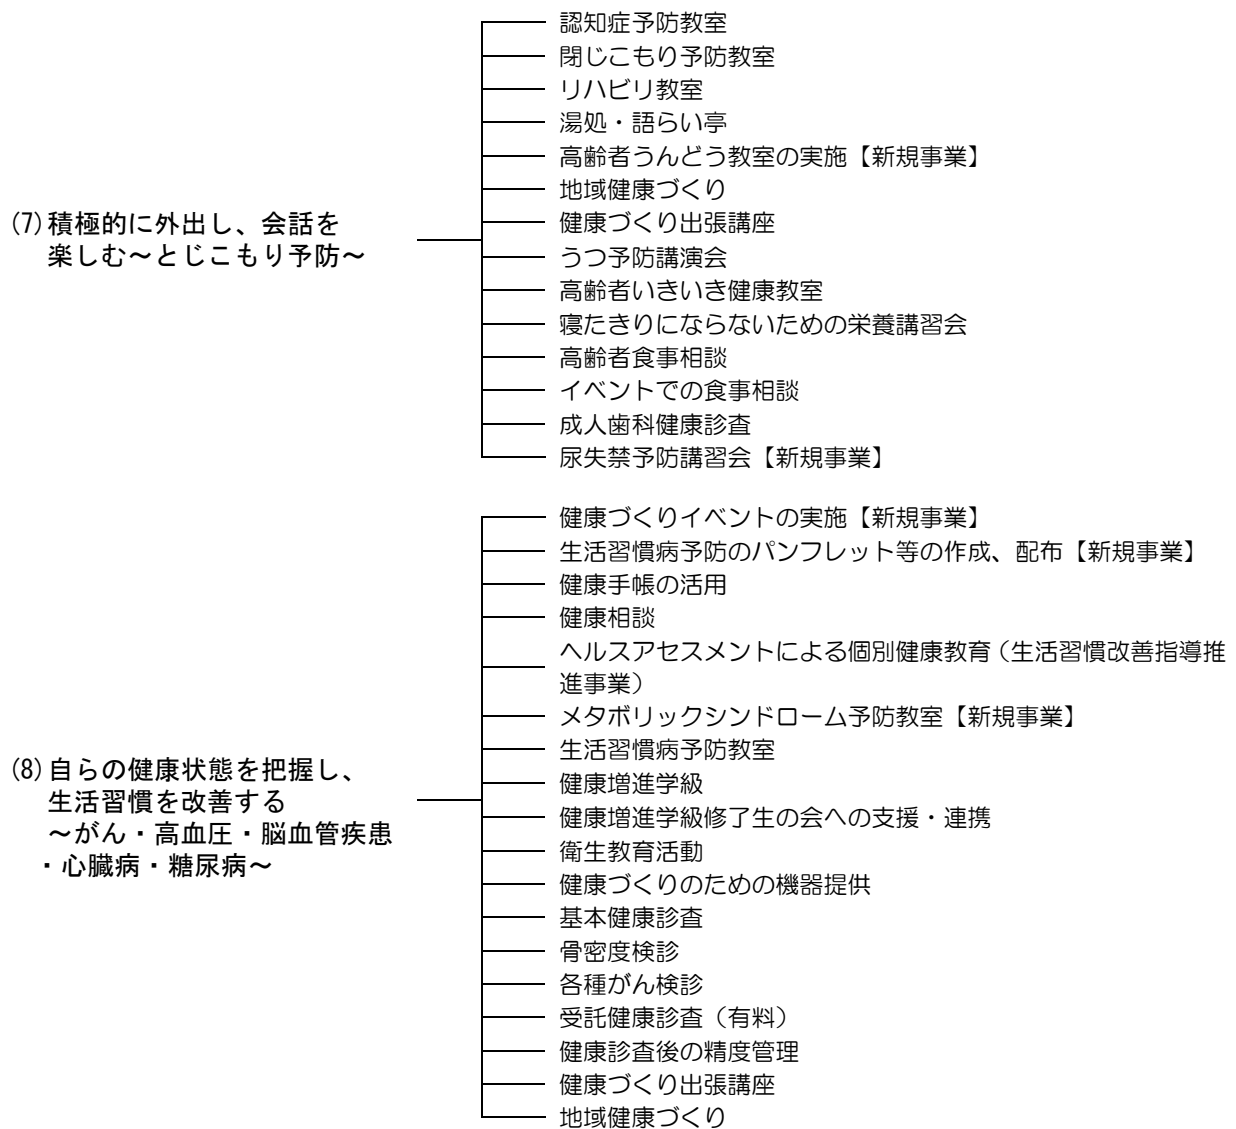 認知症予防教室
閉じこもり予防教室
リハビリ教室
湯処・語らい亭
高齢者うんどう教室の実施【新規事業】
地域健康づくり
(7)積極的に外出し、会話を
楽しむ～とじこもり予防～
健康づくり出張講座
うつ予防講演会
高齢者いきいき健康教室
寝たきりにならないための栄養講習会
高齢者食事相談
イベントでの食事相談
成人歯科健康診査
尿失禁予防講習会【新規事業】
健康づくりイベントの実施【新規事業】
生活習慣病予防のパンフレット等の作成、配布【新規事業】
健康手帳の活用
健康相談
ヘルスアセスメントによる個別健康教育（生活習慣改善指導推
進事業）
メタボリックシンドローム予防教室【新規事業】
生活習慣病予防教室
(8)自らの健康状態を把握し、
生活習慣を改善する
～がん・高血圧・脳血管疾患
・心臓病・糖尿病～
健康増進学級
健康増進学級修了生の会への支援・連携
衛生教育活動
健康づくりのための機器提供
基本健康診査
骨密度検診
各種がん検診
受託健康診査（有料）
健康診査後の精度管理
健康づくり出張講座
地域健康づくり